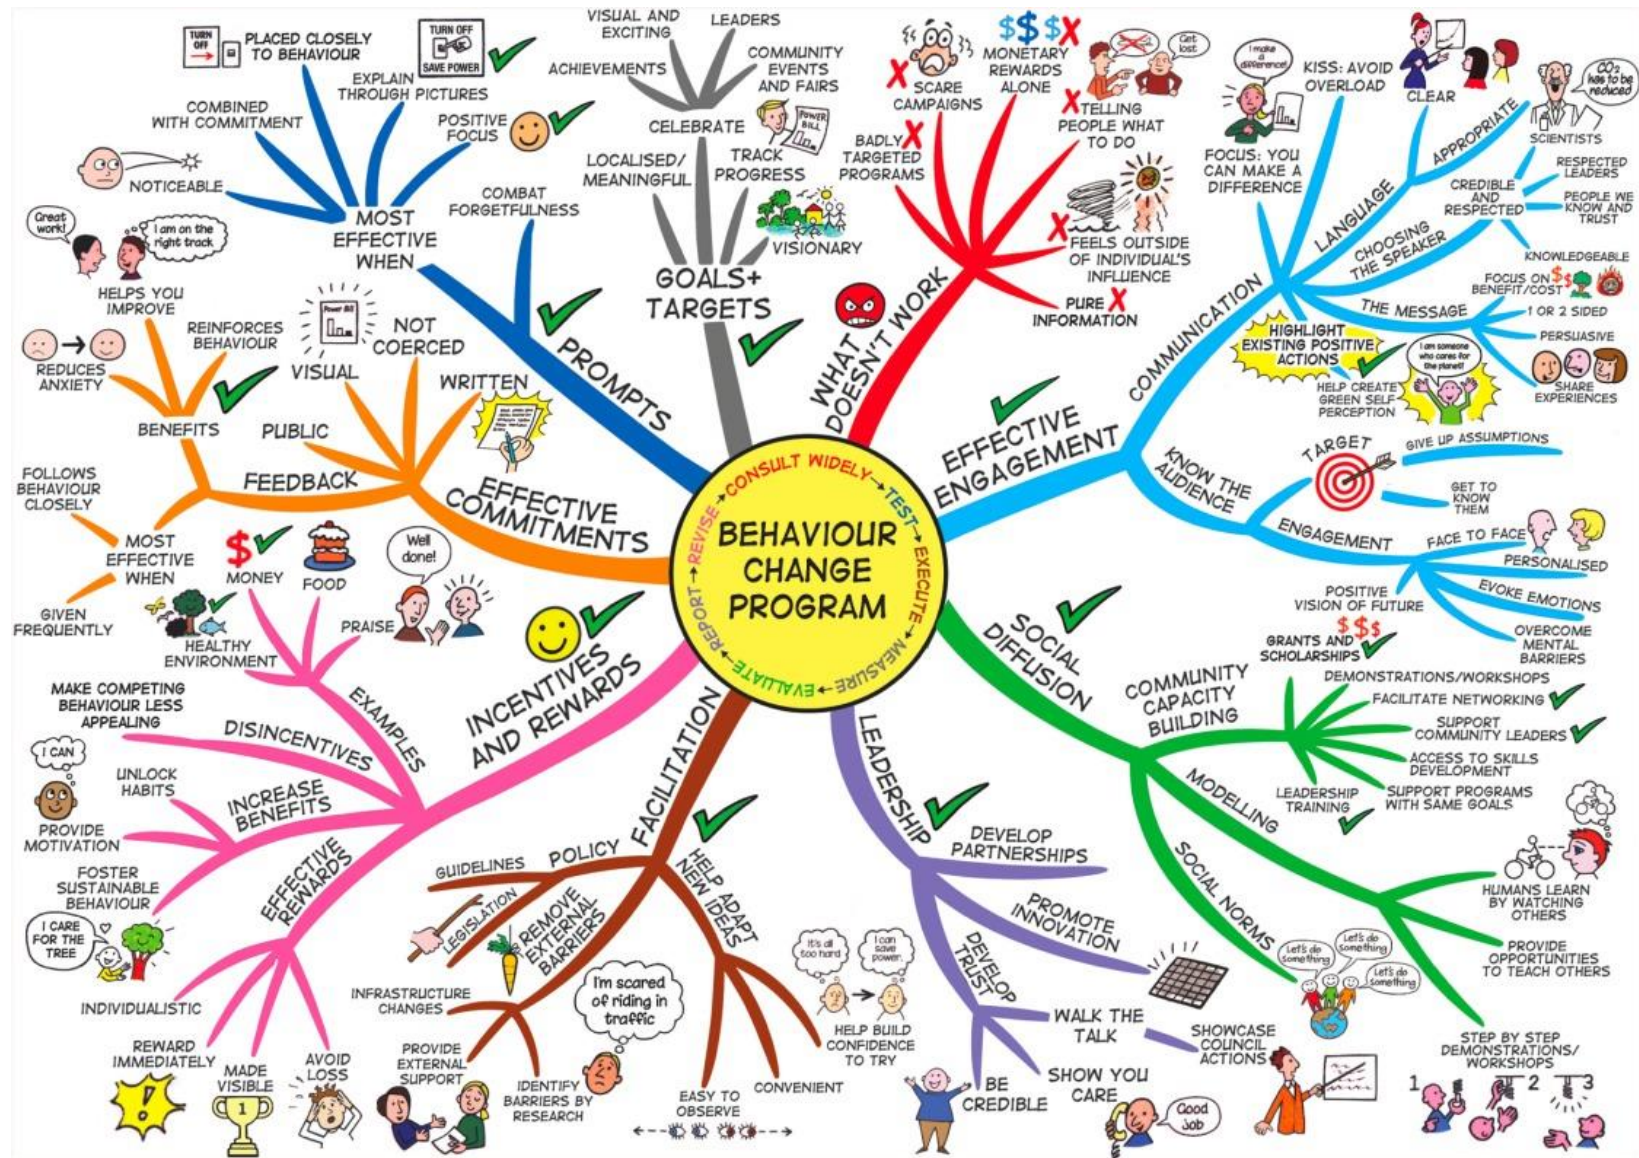 BEHAVIOUR
CHANGE
PROGRAM
CONSULT WIDELY
TEST
EXECUTE
MEASURE
EVALUATE
REPORT
REVISE
GOALS+
TARGETS
CELEBRATE
ACHIEVEMENTS
VISUAL AND
EXCITING
LEADERS
COMMUNITY
EVENTS
AND FAIRS
LOCALISED/
MEANINGFUL
TRACK
PROGRESS
POWER
BILL
VISIONARY
WHAT
DOESN'T WORK
BADLY
TARGETED
PROGRAMS
SCARE
CAMPAIGNS
$$$
MONETARY
REWARDS
ALONE
Get
lost
TELLING
PEOPLE WHAT
TO DO
FEELS OUTSIDE
OF INDIVIDUAL'S
INFLUENCE
PURE
INFORMATION
EFFECTIVE
ENGAGEMENT
COMMUNICATION
I make
a
difference!
FOCUS: YOU
CAN MAKE A
DIFFERENCE
KISS: AVOID
OVERLOAD
LANGUAGE
CLEAR
APPROPRIATE
CO2
has to be
reduced
CHOOSING
THE SPEAKER
CREDIBLE
AND
RESPECTED
SCIENTISTS
RESPECTED
LEADERS
PEOPLE WE
KNOW AND
TRUST
KNOWLEDGEABLE
THE MESSAGE
FOCUS ON $$
BENEFIT/COST
1 OR 2 SIDED
PERSUASIVE
SHARE
EXPERIENCES
HIGHLIGHT
EXISTING POSITIVE
ACTIONS
HELP CREATE
GREEN SELF
PERCEPTION
I am someone
who cares for
the planet!
KNOW THE
AUDIENCE
TARGET
GIVE UP ASSUMPTIONS
GET TO
KNOW
THEM
ENGAGEMENT
FACE TO FACE
PERSONALISED
EVOKE EMOTIONS
OVERCOME
MENTAL
BARRIERS
POSITIVE
VISION OF FUTURE
SOCIAL
DIFFUSION
COMMUNITY
CAPACITY
BUILDING
$$$
GRANTS AND
SCHOLARSHIPS
DEMONSTRATIONS/WORKSHOPS
FACILITATE NETWORKING
SUPPORT
COMMUNITY LEADERS
ACCESS TO SKILLS
DEVELOPMENT
SUPPORT PROGRAMS
WITH SAME GOALS
LEADERSHIP
TRAINING
MODELLING
HUMANS LEARN
BY WATCHING
OTHERS
PROVIDE
OPPORTUNITIES
TO TEACH OTHERS
STEP BY STEP
DEMONSTRATIONS/
WORKSHOPS
1 2 3
SOCIAL NORMS
Let's do
something
Let's do
something
Let's do
something
LEADERSHIP
DEVELOP
PARTNERSHIPS
PROMOTE
INNOVATION
DEVELOP
TRUST
WALK THE
TALK
SHOWCASE
COUNCIL
ACTIONS
SHOW YOU
CARE
Good
job
BE
CREDIBLE
FACILITATION
POLICY
GUIDELINES
LEGISLATION
REMOVE
EXTERNAL
BARRIERS
INFRASTRUCTURE
CHANGES
PROVIDE
EXTERNAL
SUPPORT
IDENTIFY
BARRIERS BY
RESEARCH
I'm scared
of riding in
traffic
HELP ADAPT
NEW IDEAS
EASY TO
OBSERVE
CONVENIENT
HELP BUILD
CONFIDENCE
TO TRY
It's all
too hard
I can
save
power.
INCENTIVES
AND REWARDS
EXAMPLES
HEALTHY
ENVIRONMENT
$
MONEY
FOOD
PRAISE
Well
done!
DISINCENTIVES
MAKE COMPETING
BEHAVIOUR LESS
APPEALING
INCREASE
BENEFITS
UNLOCK
HABITS
I CAN
PROVIDE
MOTIVATION
FOSTER
SUSTAINABLE
BEHAVIOUR
I CARE
FOR THE
TREE
EFFECTIVE
REWARDS
INDIVIDUALISTIC
REWARD
IMMEDIATELY
!
MADE
VISIBLE
1
AVOID
LOSS
EFFECTIVE
COMMITMENTS
WRITTEN
NOT
COERCED
VISUAL
Power Bill
PUBLIC
FEEDBACK
BENEFITS
REDUCES
ANXIETY
HELPS YOU
IMPROVE
Great
work!
I am on the
right track
REINFORCES
BEHAVIOUR
MOST
EFFECTIVE
WHEN
FOLLOWS
BEHAVIOUR
CLOSELY
GIVEN
FREQUENTLY
PROMPTS
COMBAT
FORGETFULNESS
MOST
EFFECTIVE
WHEN
NOTICEABLE
COMBINED
WITH COMMITMENT
TURN
OFF
PLACED CLOSELY
TO BEHAVIOUR
EXPLAIN
THROUGH PICTURES
TURN OFF
SAVE POWER
POSITIVE
FOCUS